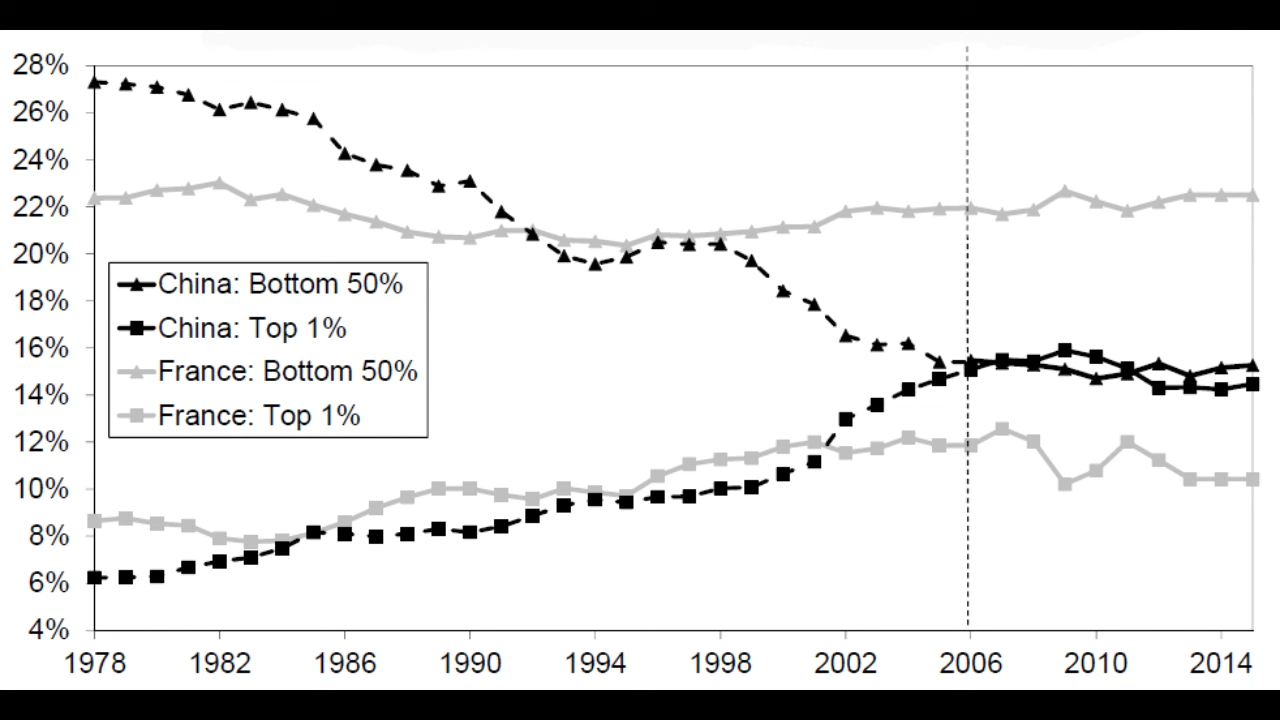 28%
26%
24%
22%
20%
18%
16%
14%
12%
10%
8%
6%
4%
China: Bottom 50%
China: Top 1%
France: Bottom 50%
France: Top 1%
1978 1982 1986 1990 1994 1998 2002 2006 2010 2014